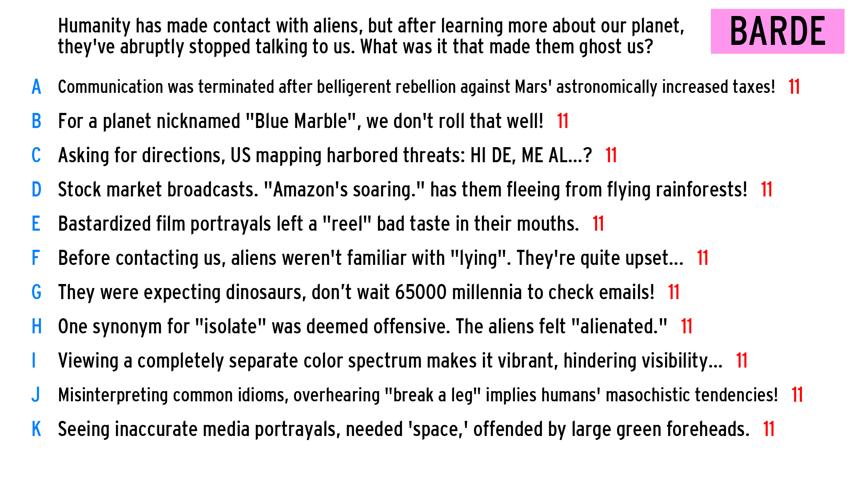 Humanity has made contact with aliens, but after learning more about our planet,
they've abruptly stopped talking to us. What was it that made them ghost us?
BARDE
A Communication was terminated after belligerent rebellion against Mars' astronomically increased taxes! 11
B For a planet nicknamed "Blue Marble", we don't roll that well! 11
C Asking for directions, US mapping harbored threats: HI DE, ME AL...? 11
D Stock market broadcasts. "Amazon's soaring." has them fleeing from flying rainforests! 11
E Bastardized film portrayals left a "reel" bad taste in their mouths. 11
F Before contacting us, aliens weren't familiar with "lying". They're quite upset... 11
G They were expecting dinosaurs, don’t wait 65000 millennia to check emails! 11
H One synonym for "isolate" was deemed offensive. The aliens felt "alienated." 11
I Viewing a completely separate color spectrum makes it vibrant, hindering visibility... 11
J Misinterpreting common idioms, overhearing "break a leg" implies humans' masochistic tendencies! 11
K Seeing inaccurate media portrayals, needed 'space,' offended by large green foreheads. 11